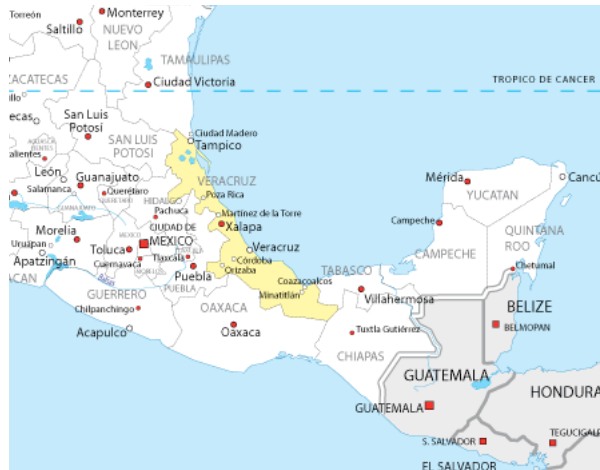 Torreón
Monterrey
Saltillo
NUEVO
LEON
TAMAULIPAS
ZACATECAS
Ciudad Victoria
TROPICO DE CANCER
San Luis
Potosí
SAN LUIS
POTOSI
Ciudad Madero
Tampico
León
Guanajuato
Salamanca
Querétaro
VERACRUZ
Poza Rica
HIDALGO
Pachuca
Martínez de la Torre
Xalapa
Morelia
CIUDAD DE
MEXICO
Toluca
Tlaxcala
Uruapan
Apatzingán
Cuernavaca
Puebla
PUEBLA
Veracruz
Córdoba
Orizaba
Coazacoalcos
Minatitlán
GUERRERO
Chilpanchingo
Acapulco
OAXACA
Oaxaca
TABASCO
Villahermosa
Tuxtla Gutiérrez
CHIAPAS
Mérida
Cancú
YUCATAN
Campeche
CAMPECHE
QUINTANA
ROO
Chetumal
BELIZE
BELMOPAN
GUATEMALA
GUATEMALA
HONDURA
TEGUCIGALP
S. SALVADOR
EL SALVADOR